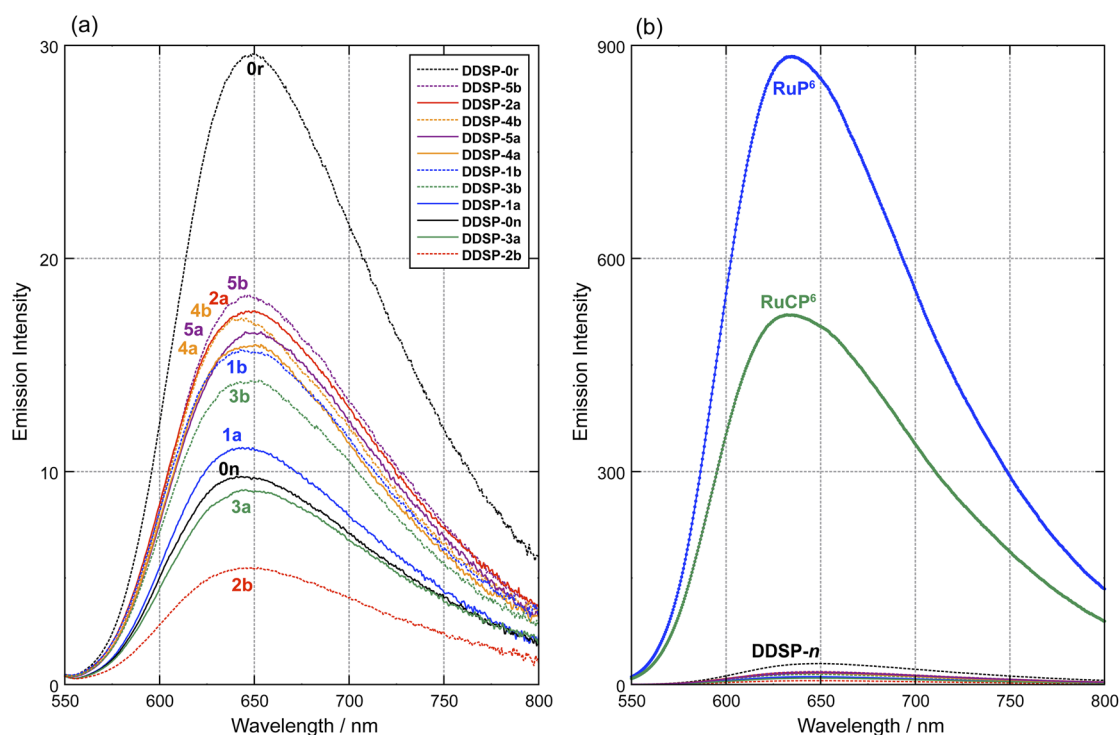 (a)
30
20
10
0
550
600
650
700
750
800
Emission Intensity
Wavelength / nm
0r
5b
2a
4b
5a
4a
1b
3b
1a
0n
3a
2b
DDSP-0r
DDSP-5b
DDSP-2a
DDSP-4b
DDSP-5a
DDSP-4a
DDSP-1b
DDSP-3b
DDSP-1a
DDSP-0n
DDSP-3a
DDSP-2b
(b)
900
600
300
0
550
600
650
700
750
800
Emission Intensity
Wavelength / nm
RuP⁶
RuCP⁶
DDSP-n